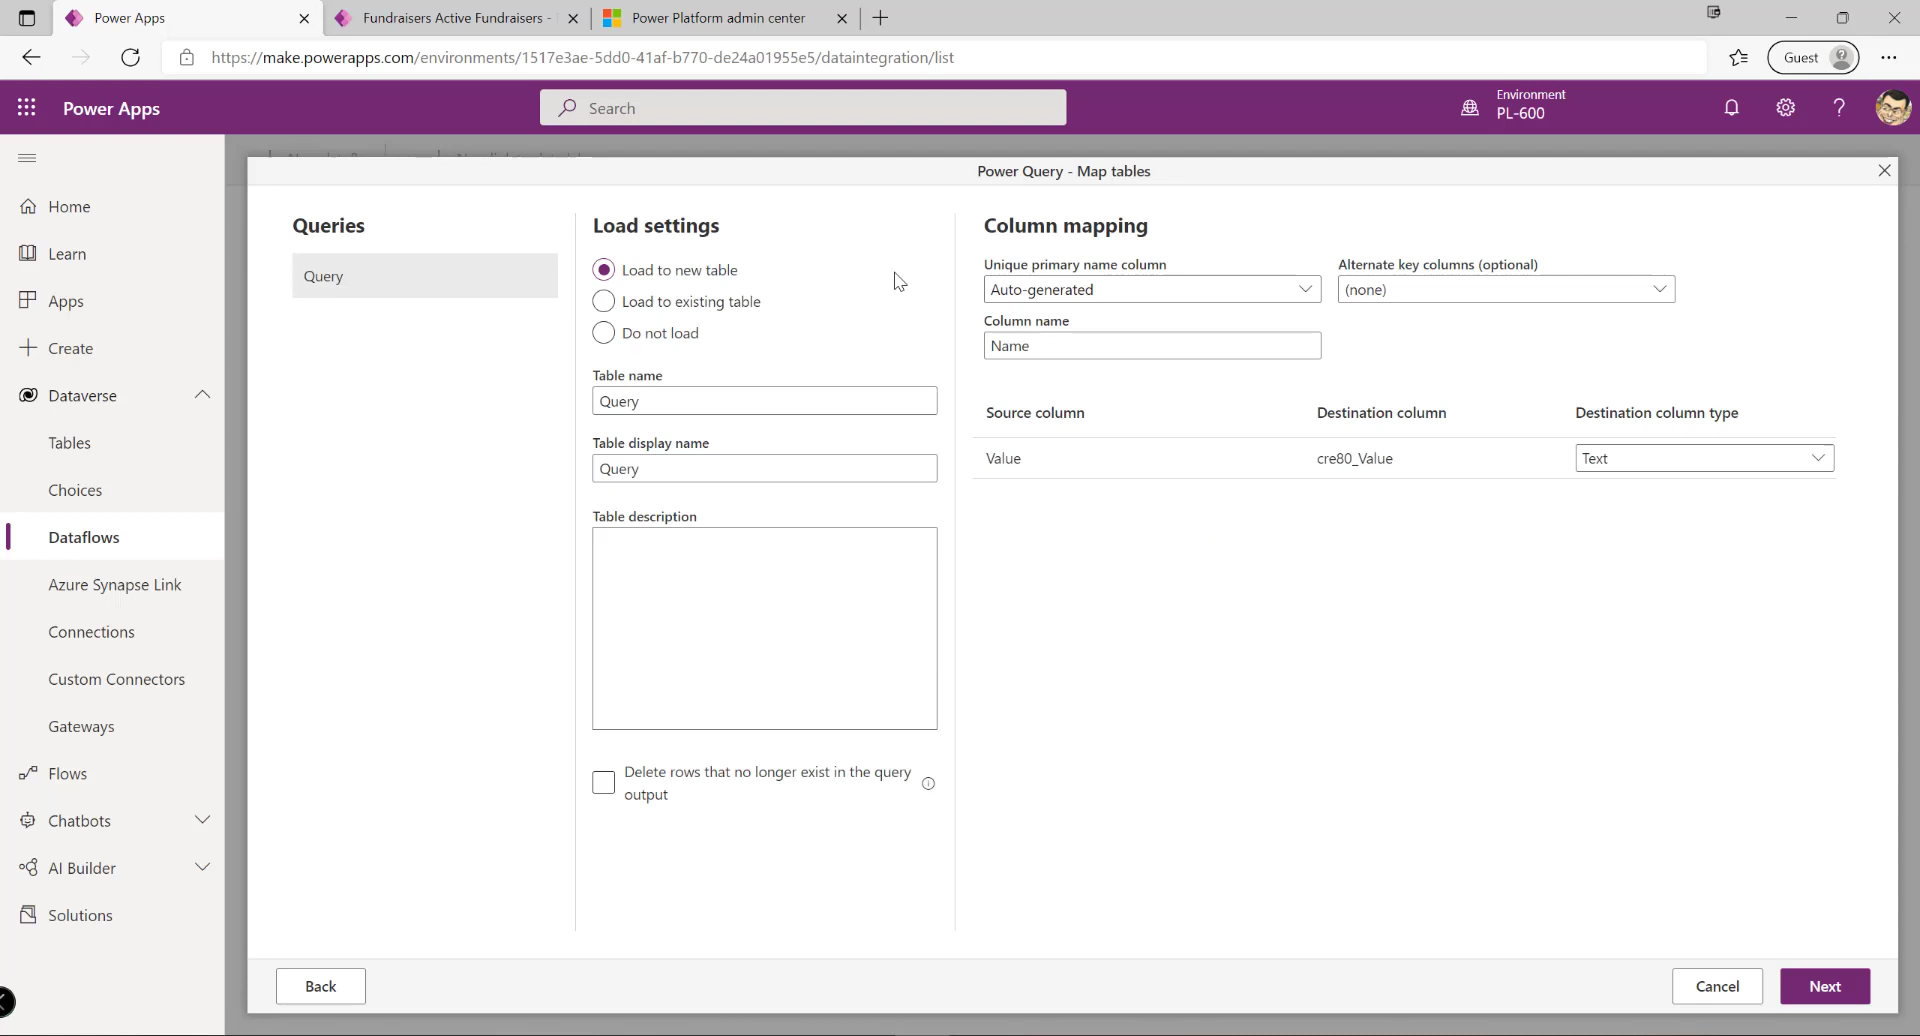 Power Apps
Fundraisers Active Fundraisers -
Power Platform admin center
https://make.powerapps.com/environments/1517e3ae-5dd0-41af-b770-de24a01955e5/dataintegration/list
Guest
Power Apps
Search
Environment
PL-600
Power Query - Map tables
Home
Learn
Apps
Create
Dataverse
Tables
Choices
Dataflows
Azure Synapse Link
Connections
Custom Connectors
Gateways
Flows
Chatbots
AI Builder
Solutions
Queries
Query
Load settings
Load to new table
Load to existing table
Do not load
Table name
Query
Table display name
Query
Table description
Delete rows that no longer exist in the query
output
Column mapping
Unique primary name column
Alternate key columns (optional)
Auto-generated
(none)
Column name
Name
Source column
Destination column
Destination column type
Value
cre80_Value
Text
Back
Cancel
Next